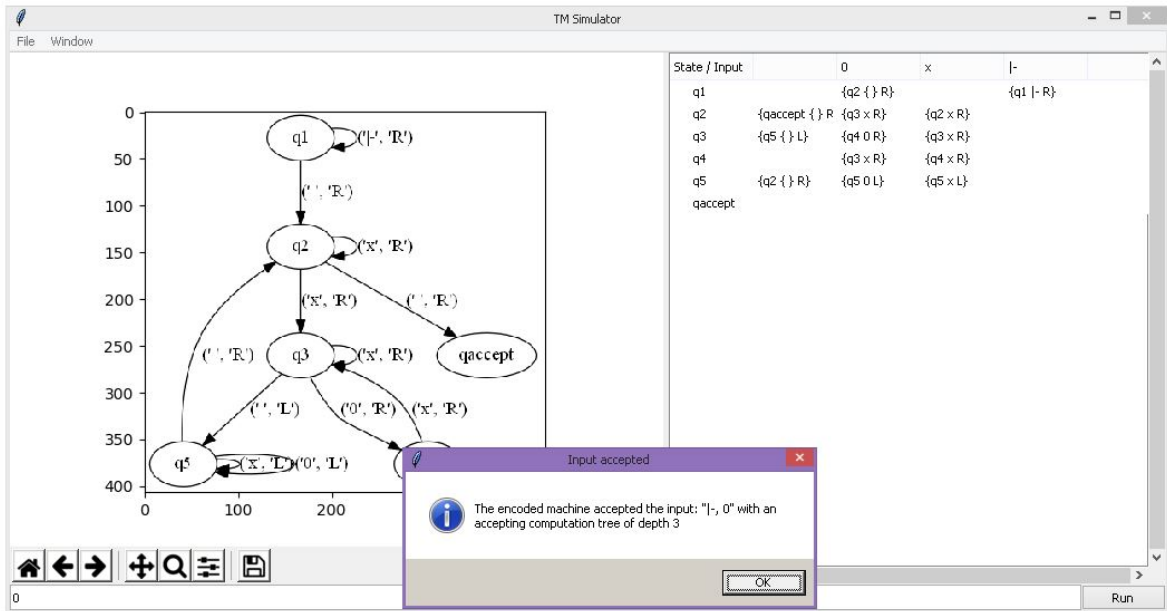 TM Simulator
File Window
State / Input 0 x |-
q1 {q2 { } R} {q1 |- R}
q2 {qaccept { } R {q3 x R} {q2 x R}
q3 {q5 { } L} {q4 0 R} {q3 x R}
q4 {q3 x R} {q4 x R}
q5 {q2 { } R} {q5 0 L} {q5 x L}
qaccept
0
50
100
150
200
250
300
350
400
0 100 200
q1 ('|-', 'R')
(' ', 'R')
q2 ('x', 'R')
('x', 'R') (' ', 'R')
(' ', 'R') q3 ('x', 'R') qaccept
(' ', 'L') ('0', 'R') ('x', 'R')
q5 ('x', 'L') ('0', 'L')
Input accepted
The encoded machine accepted the input: "|-, 0" with an
accepting computation tree of depth 3
OK
0
Run